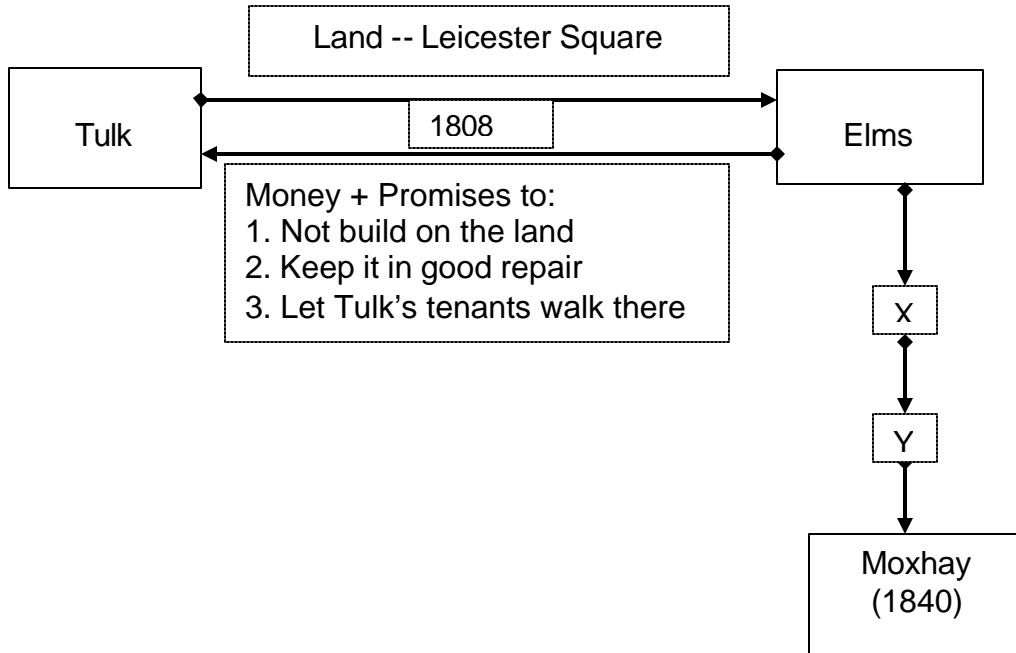 Land -- Leicester Square
Tulk
1808
Elms
Money + Promises to:
1. Not build on the land
2. Keep it in good repair
3. Let Tulk's tenants walk there
X
Y
Moxhay
(1840)